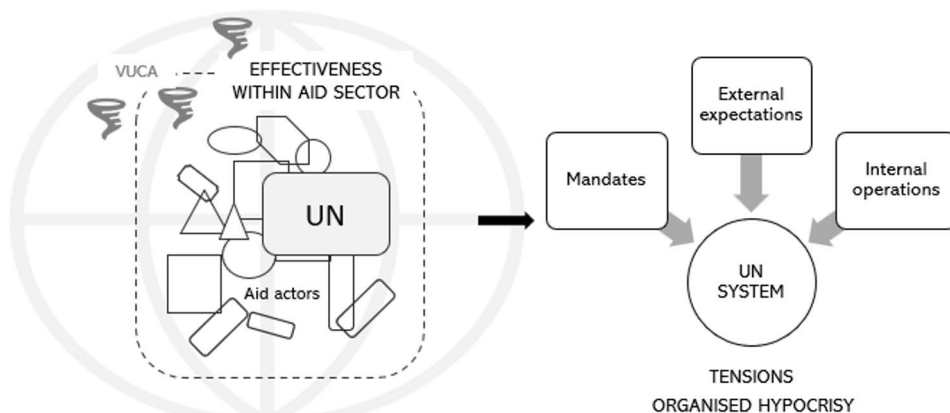 VUCA
EFFECTIVENESS
WITHIN AID SECTOR
UN
Aid actors
Mandates
External
expectations
Internal
operations
UN
SYSTEM
TENSIONS
ORGANISED HYPOCRISY